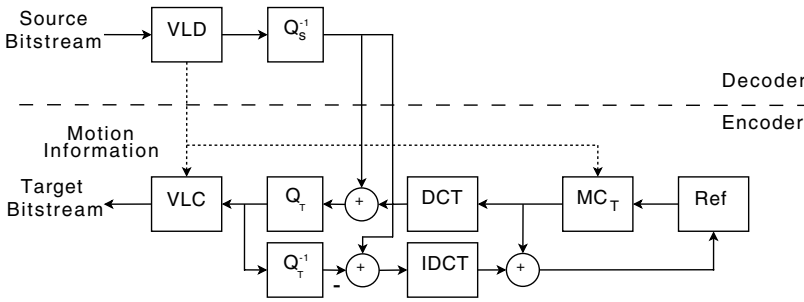 Source
Bitstream
VLD
Q_S^-1
Decoder
Encoder
Motion
Information
Target
Bitstream
VLC
Q_T
+
DCT
MC_T
Ref
Q_T^-1
-
+
IDCT
+